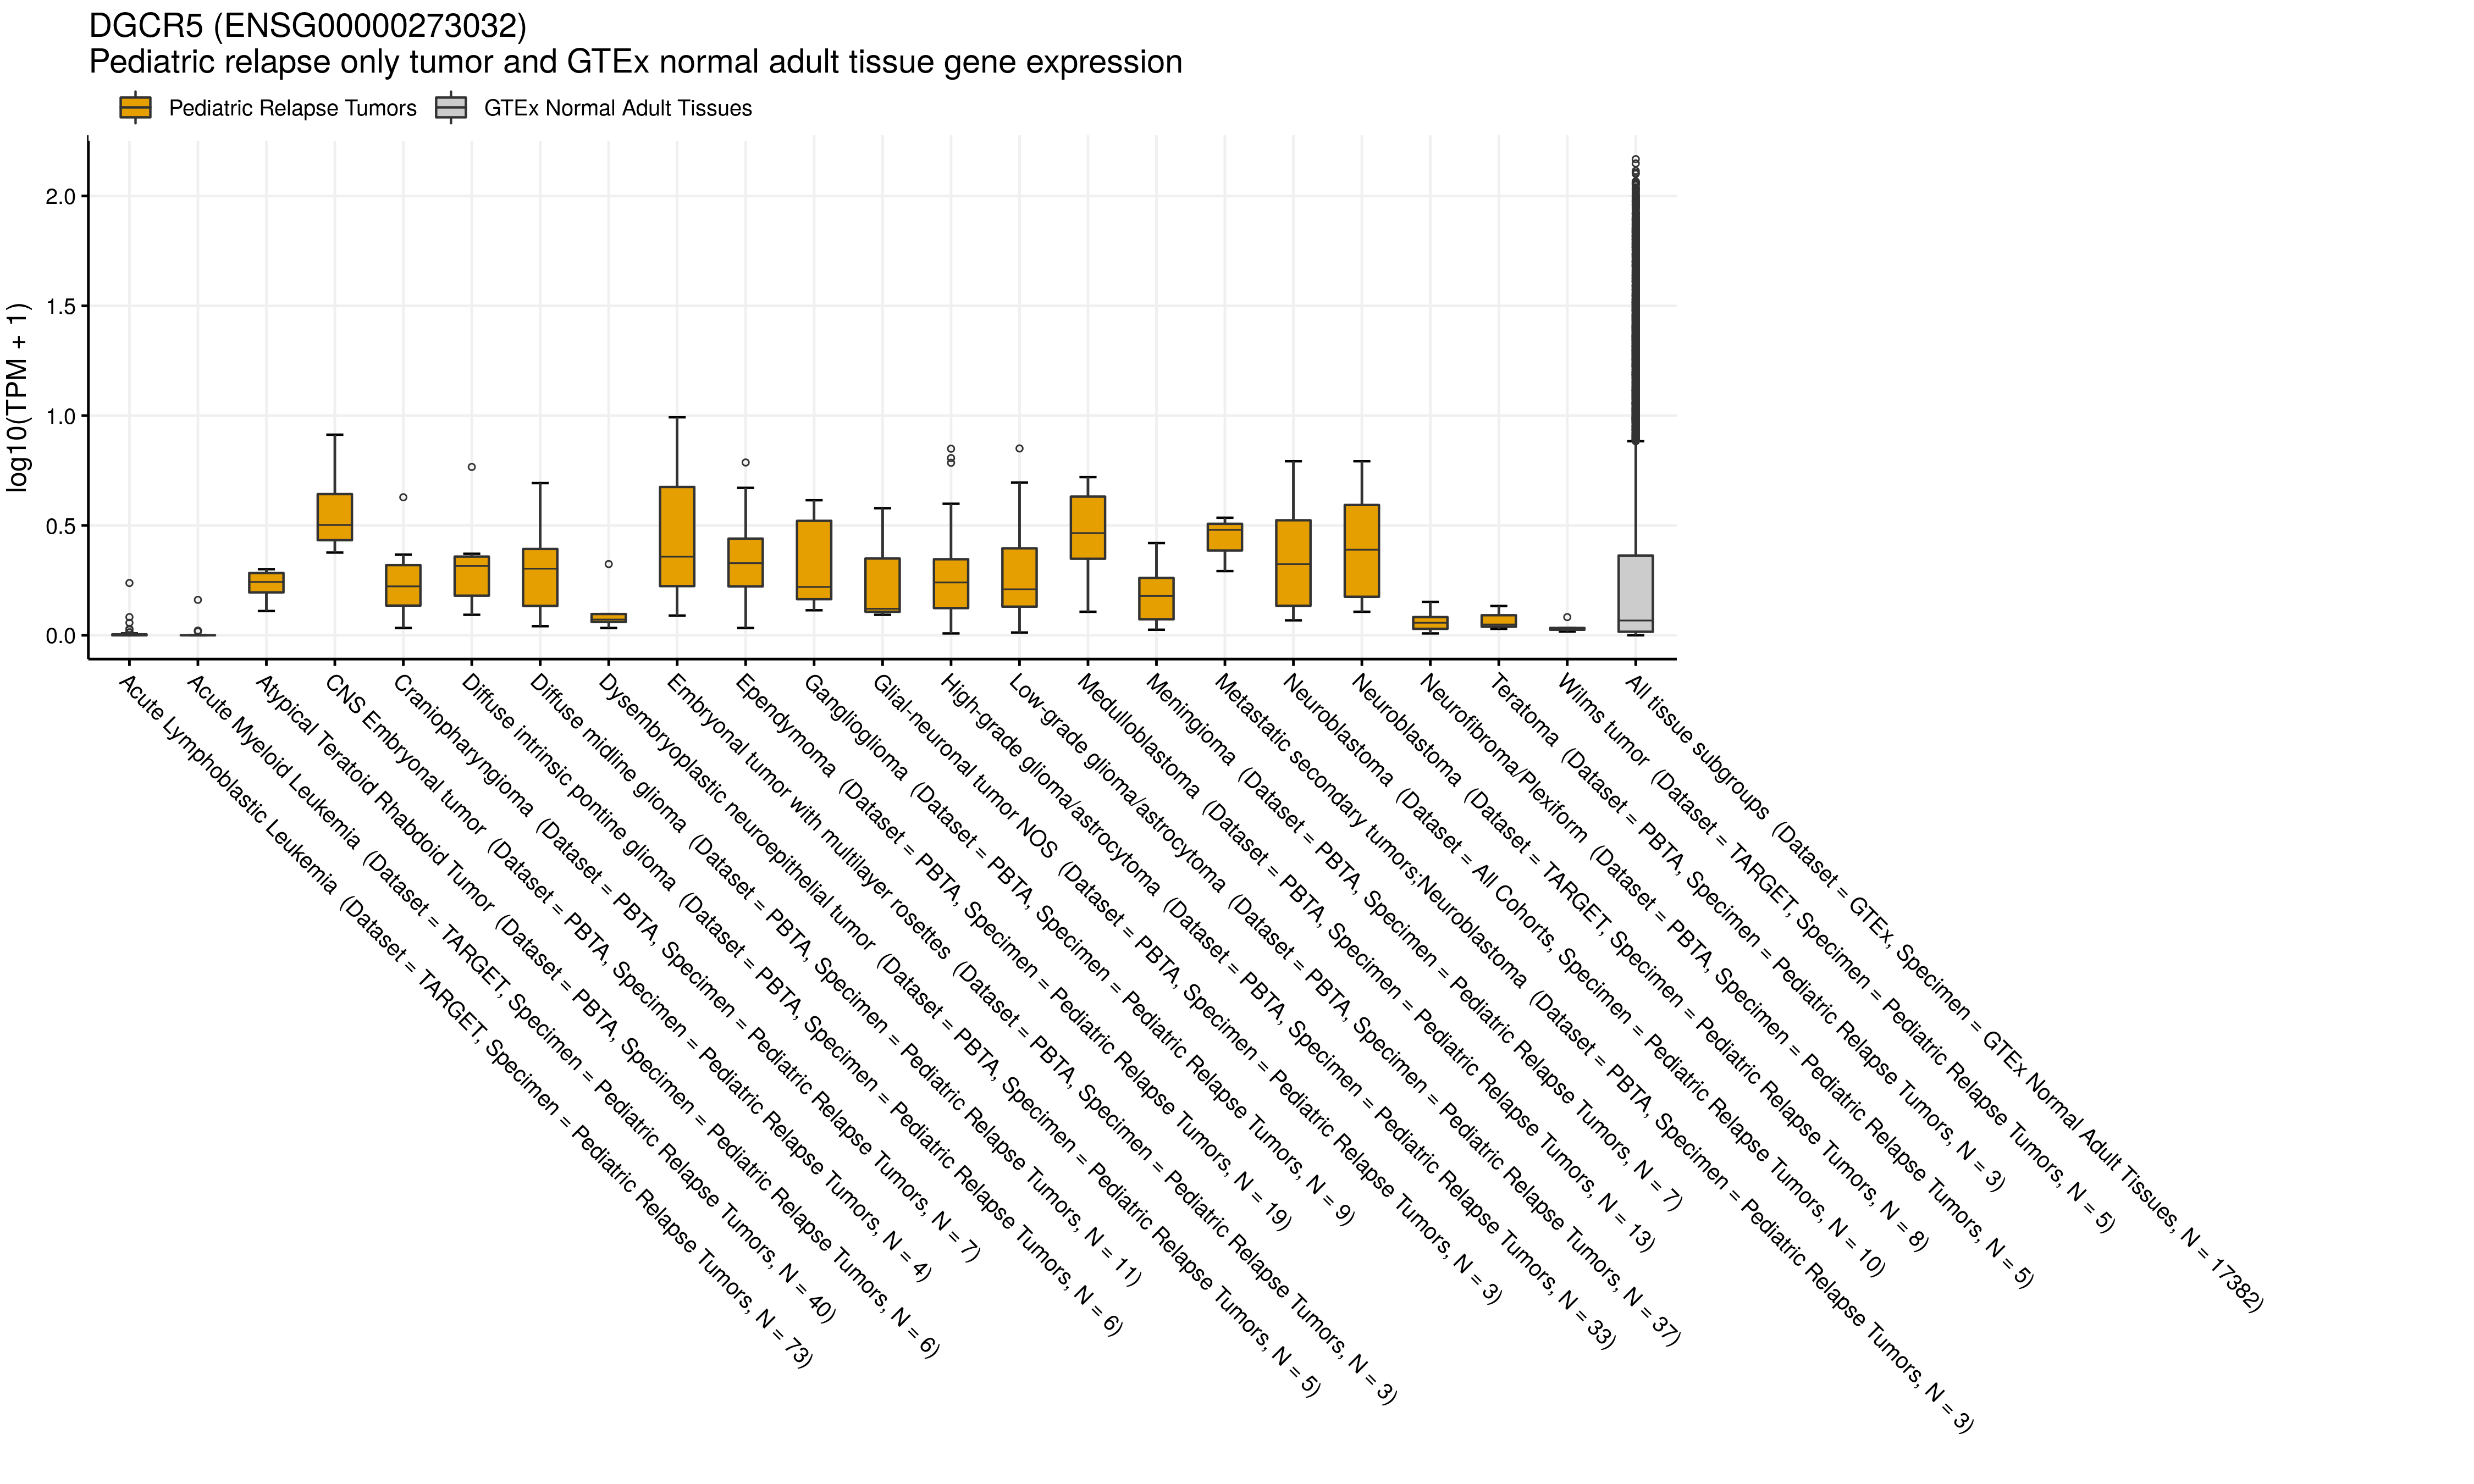 DGCR5 (ENSG00000273032)
Pediatric relapse only tumor and GTEx normal adult tissue gene expression
Pediatric Relapse Tumors
GTEx Normal Adult Tissues
log10(TPM + 1)
2.0
1.5
1.0
0.5
0.0
Acute Lymphoblastic Leukemia (Dataset = TARGET, Specimen = Pediatric Relapse Tumors, N = 73)
Acute Myeloid Leukemia (Dataset = TARGET, Specimen = Pediatric Relapse Tumors, N = 40)
Atypical Teratoid Rhabdoid Tumor (Dataset = PBTA, Specimen = Pediatric Relapse Tumors, N = 6)
CNS Embryonal tumor (Dataset = PBTA, Specimen = Pediatric Relapse Tumors, N = 4)
Craniopharyngioma (Dataset = PBTA, Specimen = Pediatric Relapse Tumors, N = 7)
Diffuse intrinsic pontine glioma (Dataset = PBTA, Specimen = Pediatric Relapse Tumors, N = 6)
Diffuse midline glioma (Dataset = PBTA, Specimen = Pediatric Relapse Tumors, N = 11)
Dysembryoplastic neuroepithelial tumor (Dataset = PBTA, Specimen = Pediatric Relapse Tumors, N = 5)
Embryonal tumor with multilayer rosettes (Dataset = PBTA, Specimen = Pediatric Relapse Tumors, N = 3)
Ependymoma (Dataset = PBTA, Specimen = Pediatric Relapse Tumors, N = 19)
Ganglioglioma (Dataset = PBTA, Specimen = Pediatric Relapse Tumors, N = 9)
Glial-neuronal tumor NOS (Dataset = PBTA, Specimen = Pediatric Relapse Tumors, N = 3)
High-grade glioma/astrocytoma (Dataset = PBTA, Specimen = Pediatric Relapse Tumors, N = 33)
Low-grade glioma/astrocytoma (Dataset = PBTA, Specimen = Pediatric Relapse Tumors, N = 37)
Medulloblastoma (Dataset = PBTA, Specimen = Pediatric Relapse Tumors, N = 13)
Meningioma (Dataset = PBTA, Specimen = Pediatric Relapse Tumors, N = 7)
Metastatic secondary tumors;Neuroblastoma (Dataset = PBTA, Specimen = Pediatric Relapse Tumors, N = 3)
Neuroblastoma (Dataset = All Cohorts, Specimen = Pediatric Relapse Tumors, N = 10)
Neuroblastoma (Dataset = TARGET, Specimen = Pediatric Relapse Tumors, N = 8)
Neurofibroma/Plexiform (Dataset = PBTA, Specimen = Pediatric Relapse Tumors, N = 5)
Teratoma (Dataset = PBTA, Specimen = Pediatric Relapse Tumors, N = 3)
Wilms tumor (Dataset = TARGET, Specimen = Pediatric Relapse Tumors, N = 5)
All tissue subgroups (Dataset = GTEx, Specimen = GTEx Normal Adult Tissues, N = 17382)